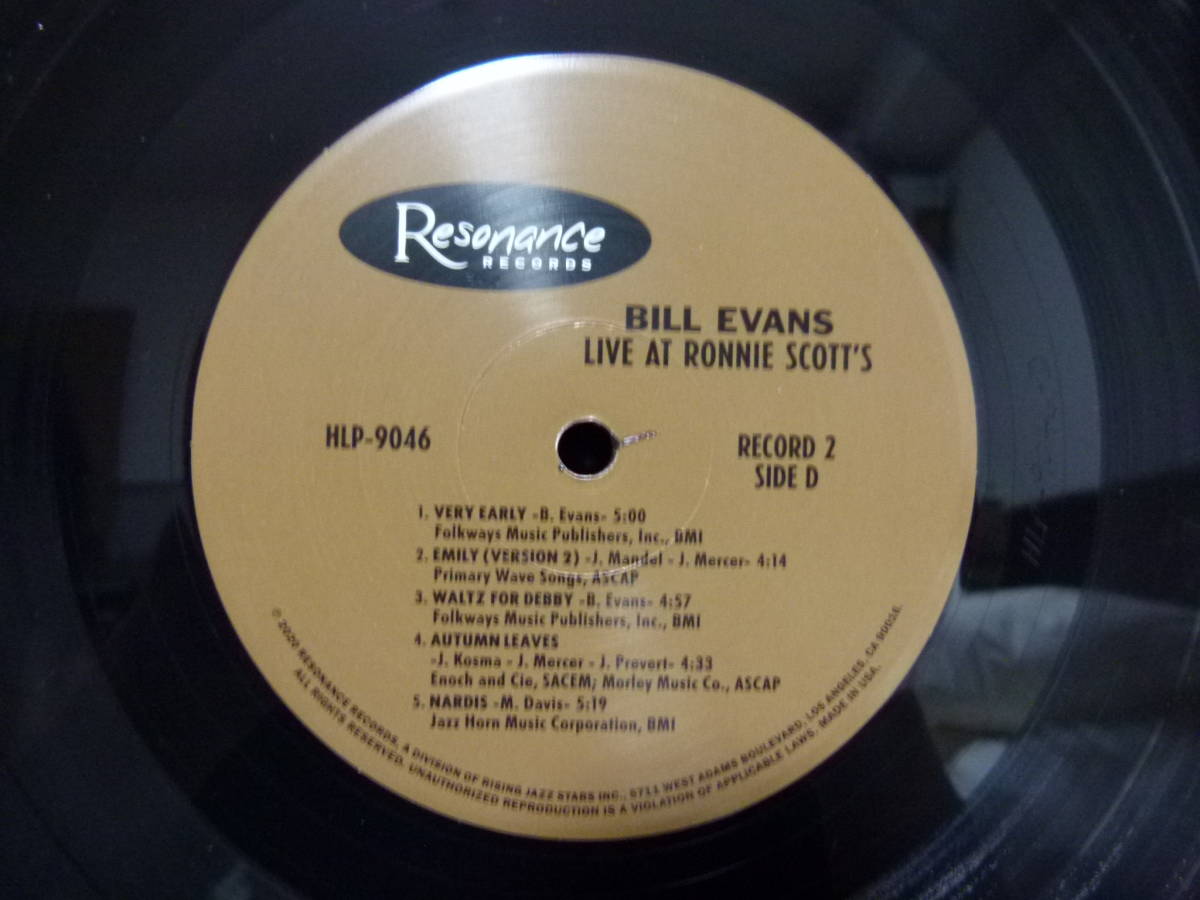 Resonance
RECORDS
BILL EVANS
LIVE AT RONNIE SCOTT'S
HLP-9046
RECORD 2
SIDE D
1. VERY EARLY -B. Evans- 5:00
Folkways Music Publishers, Inc., BMI
2. EMILY (VERSION 2) -J. Mandel - J. Mercer- 4:14
Primary Wave Songs, ASCAP
3. WALTZ FOR DEBBY -B. Evans- 4:57
Folkways Music Publishers, Inc., BMI
4. AUTUMN LEAVES
-J. Kosma - J. Mercer - J. Prevert- 4:33
Enoch and Cie, SACEM; Morley Music Co., ASCAP
5. NARDIS -M. Davis- 5:19
Jazz Horn Music Corporation, BMI
© 2020 RESONANCE RECORDS, A DIVISION OF RISING JAZZ STARS INC., 5711 WEST ADAMS BOULEVARD, LOS ANGELES, CA 90016.
ALL RIGHTS RESERVED. UNAUTHORIZED REPRODUCTION IS A VIOLATION OF APPLICABLE LAWS. MADE IN USA.